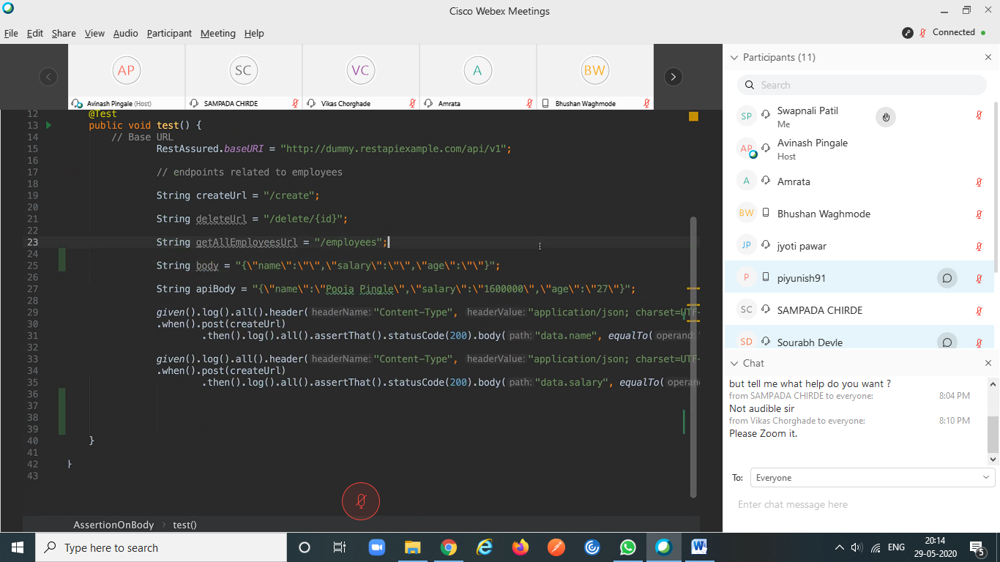 Cisco Webex Meetings
File Edit Share View Audio Participant Meeting Help
Connected
AP SC VC A BW
Avinash Pingale (Host) SAMPADA CHIRDE Vikas Chorghade Amrata Bhushan Waghmode
12 @Test
13 public void test() {
14 // Base URL
15 RestAssured.baseURI = "http://dummy.restapiexample.com/api/v1";
16
17 // endpoints related to employees
18
19 String createUrl = "/create";
20
21 String deleteUrl = "/delete/{id}";
22
23 String getAllEmployeesUrl = "/employees";
24
25 String body = "{\"name\":\"\",\"salary\":\"\",\"age\":\"\"}";
26
27 String apiBody = "{\"name\":\"Pooja Pingle\",\"salary\":\"1600000\",\"age\":\"27\"}";
28
29 given().log().all().header( headerName: "Content-Type", headerValue: "application/json; charset=UTF-
30 .when().post(createUrl)
31 .then().log().all().assertThat().statusCode(200).body( path: "data.name", equalTo( operand: "
32
33 given().log().all().header( headerName: "Content-Type", headerValue: "application/json; charset=UTF-
34 .when().post(createUrl)
35 .then().log().all().assertThat().statusCode(200).body( path: "data.salary", equalTo( operan
36
37
38
39
40 }
41
42 }
43
AssertionOnBody › test()
Participants (11)
Search
SP Swapnali Patil
Me
AP Avinash Pingale
Host
A Amrata
BW Bhushan Waghmode
JP jyoti pawar
P piyunish91
SC SAMPADA CHIRDE
SD Sourabh Devle
Chat
but tell me what help do you want ?
from SAMPADA CHIRDE to everyone: 8:04 PM
Not audible sir
from Vikas Chorghade to everyone: 8:10 PM
Please Zoom it.
To: Everyone
Enter chat message here
Type here to search
ENG 20:14
29-05-2020
5